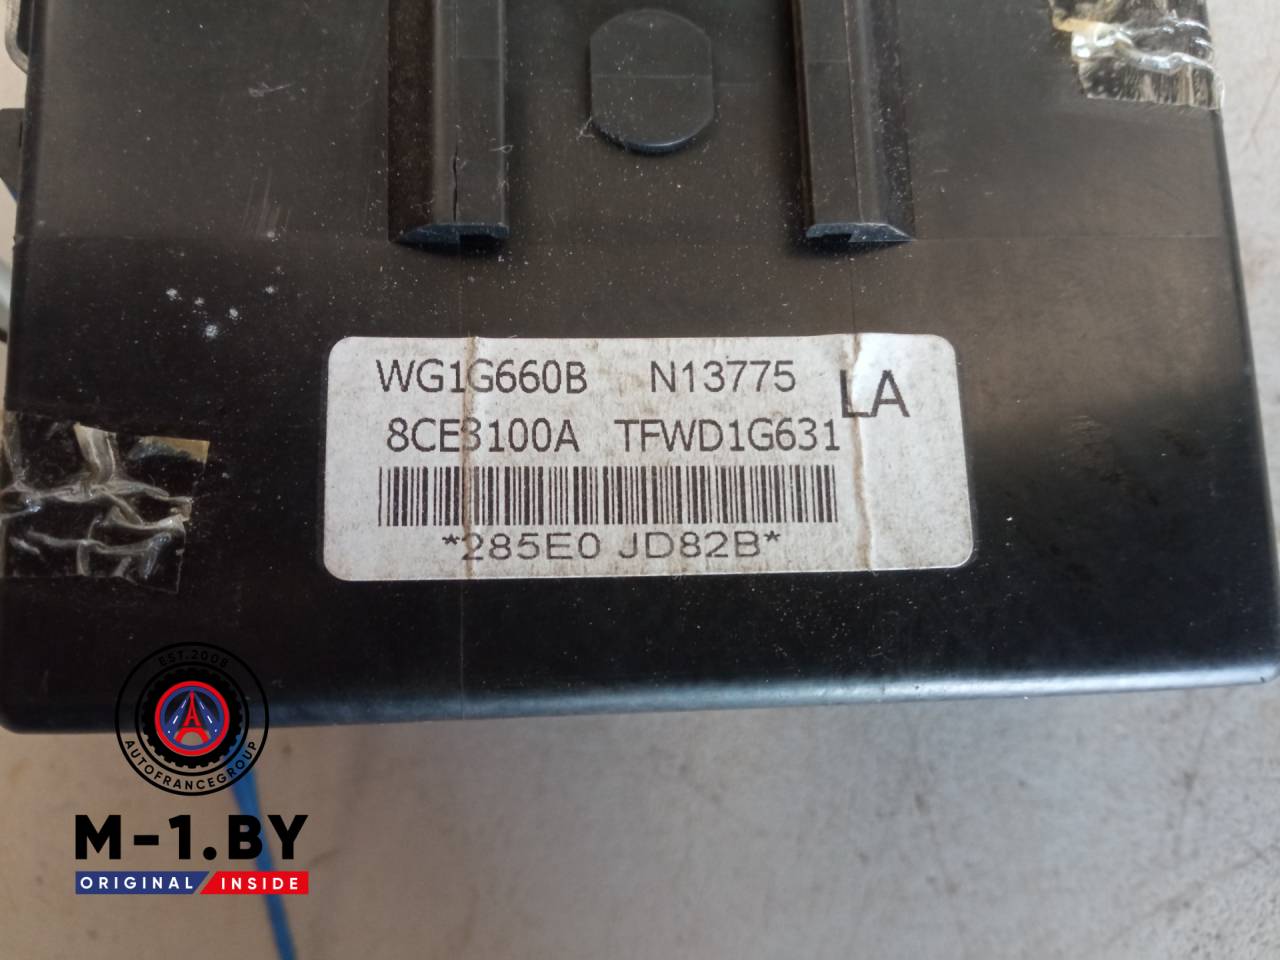 WG1G660B N13775
LA
8CE3100A TFWD1G631
*285E0 JD82B*
EST.2008
AUTOFRANCEGROUP
M-1.BY
ORIGINAL INSIDE